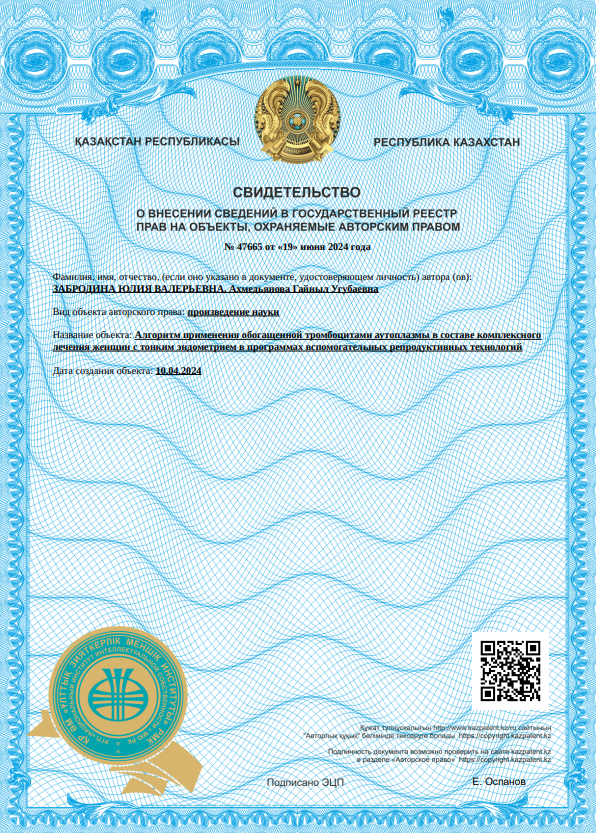 ҚАЗАҚСТАН РЕСПУБЛИКАСЫ
РЕСПУБЛИКА КАЗАХСТАН
СВИДЕТЕЛЬСТВО
О ВНЕСЕНИИ СВЕДЕНИЙ В ГОСУДАРСТВЕННЫЙ РЕЕСТР
ПРАВ НА ОБЪЕКТЫ, ОХРАНЯЕМЫЕ АВТОРСКИМ ПРАВОМ
№ 47665 от «19» июня 2024 года
Фамилия, имя, отчество, (если оно указано в документе, удостоверяющем личность) автора (ов):
ЗАБРОДИНА ЮЛИЯ ВАЛЕРЬЕВНА, Ахмедьянова Гайныл Угубаевна
Вид объекта авторского права: произведение науки
Название объекта: Алгоритм применения обогащенной тромбоцитами аутоплазмы в составе комплексного
лечения женщин с тонким эндометрием в программах вспомогательных репродуктивных технологий
Дата создания объекта: 10.04.2024
Құжат түпнұсқалығын http://www.kazpatent.kz/ru сайтының
"Авторлық құқық" бөлімінде тексеруге болады https://copyright.kazpatent.kz
Подлинность документа возможно проверить на сайте kazpatent.kz
в разделе «Авторское право» https://copyright.kazpatent.kz
Подписано ЭЦП
Е. Оспанов